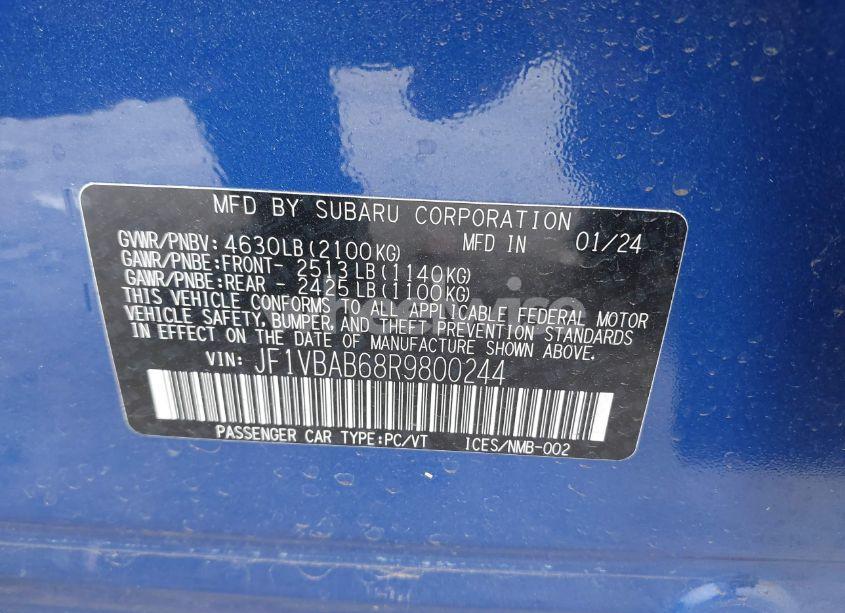 MFD BY SUBARU CORPORATION
GVWR/PNBV: 4630LB(2100KG) MFD IN 01/24
GAWR/PNBE:FRONT- 2513LB(1140KG)
GAWR/PNBE:REAR - 2425LB(1100KG)
THIS VEHICLE CONFORMS TO ALL APPLICABLE FEDERAL MOTOR
VEHICLE SAFETY, BUMPER, AND THEFT PREVENTION STANDARDS
IN EFFECT ON THE DATE OF MANUFACTURE SHOWN ABOVE.
VIN: JF1VBAB68R9800244
PASSENGER CAR TYPE:PC/VT ICES/NMB-002